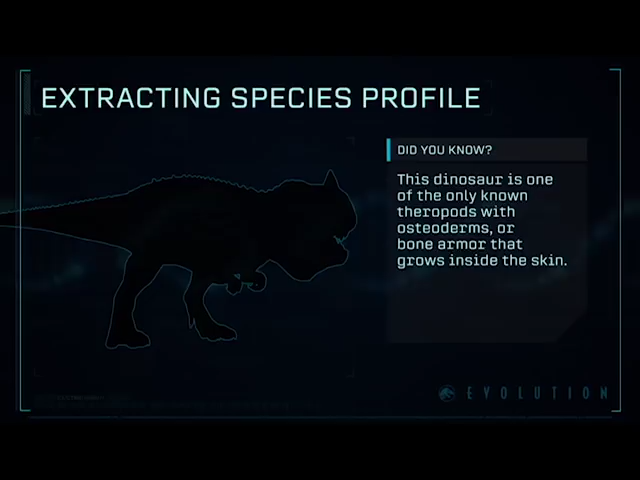 EXTRACTING SPECIES PROFILE
DID YOU KNOW?
This dinosaur is one
of the only known
theropods with
osteoderms, or
bone armor that
grows inside the skin.
EVOLUTION